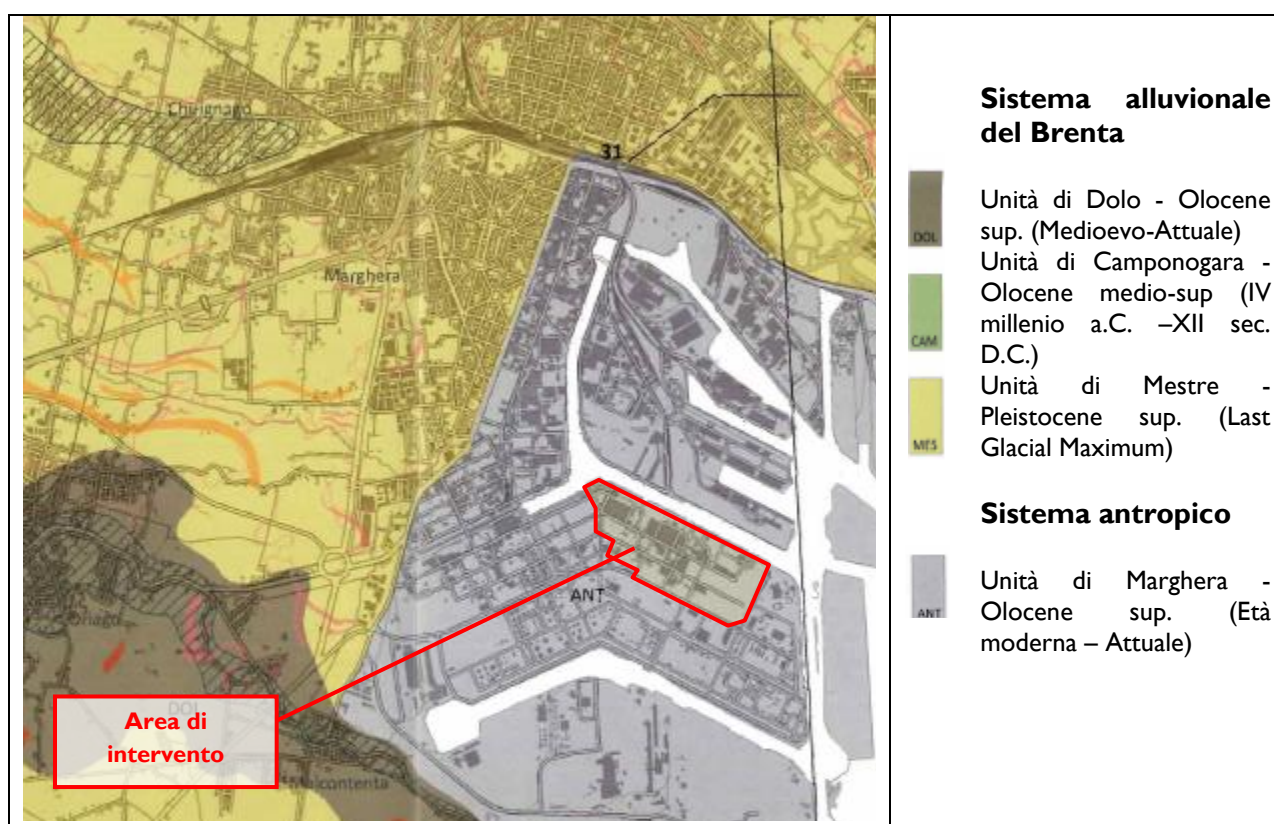 Chirignago
31
Marghera
ANT
DOL
Area di
intervento
Malcontenta
Sistema alluvionale
del Brenta
DOL
Unità di Dolo - Olocene
sup. (Medioevo-Attuale)
CAM
Unità di Camponogara -
Olocene medio-sup (IV
millenio a.C. –XII sec.
D.C.)
MES
Unità di Mestre -
Pleistocene sup. (Last
Glacial Maximum)
Sistema antropico
ANT
Unità di Marghera -
Olocene sup. (Età
moderna – Attuale)